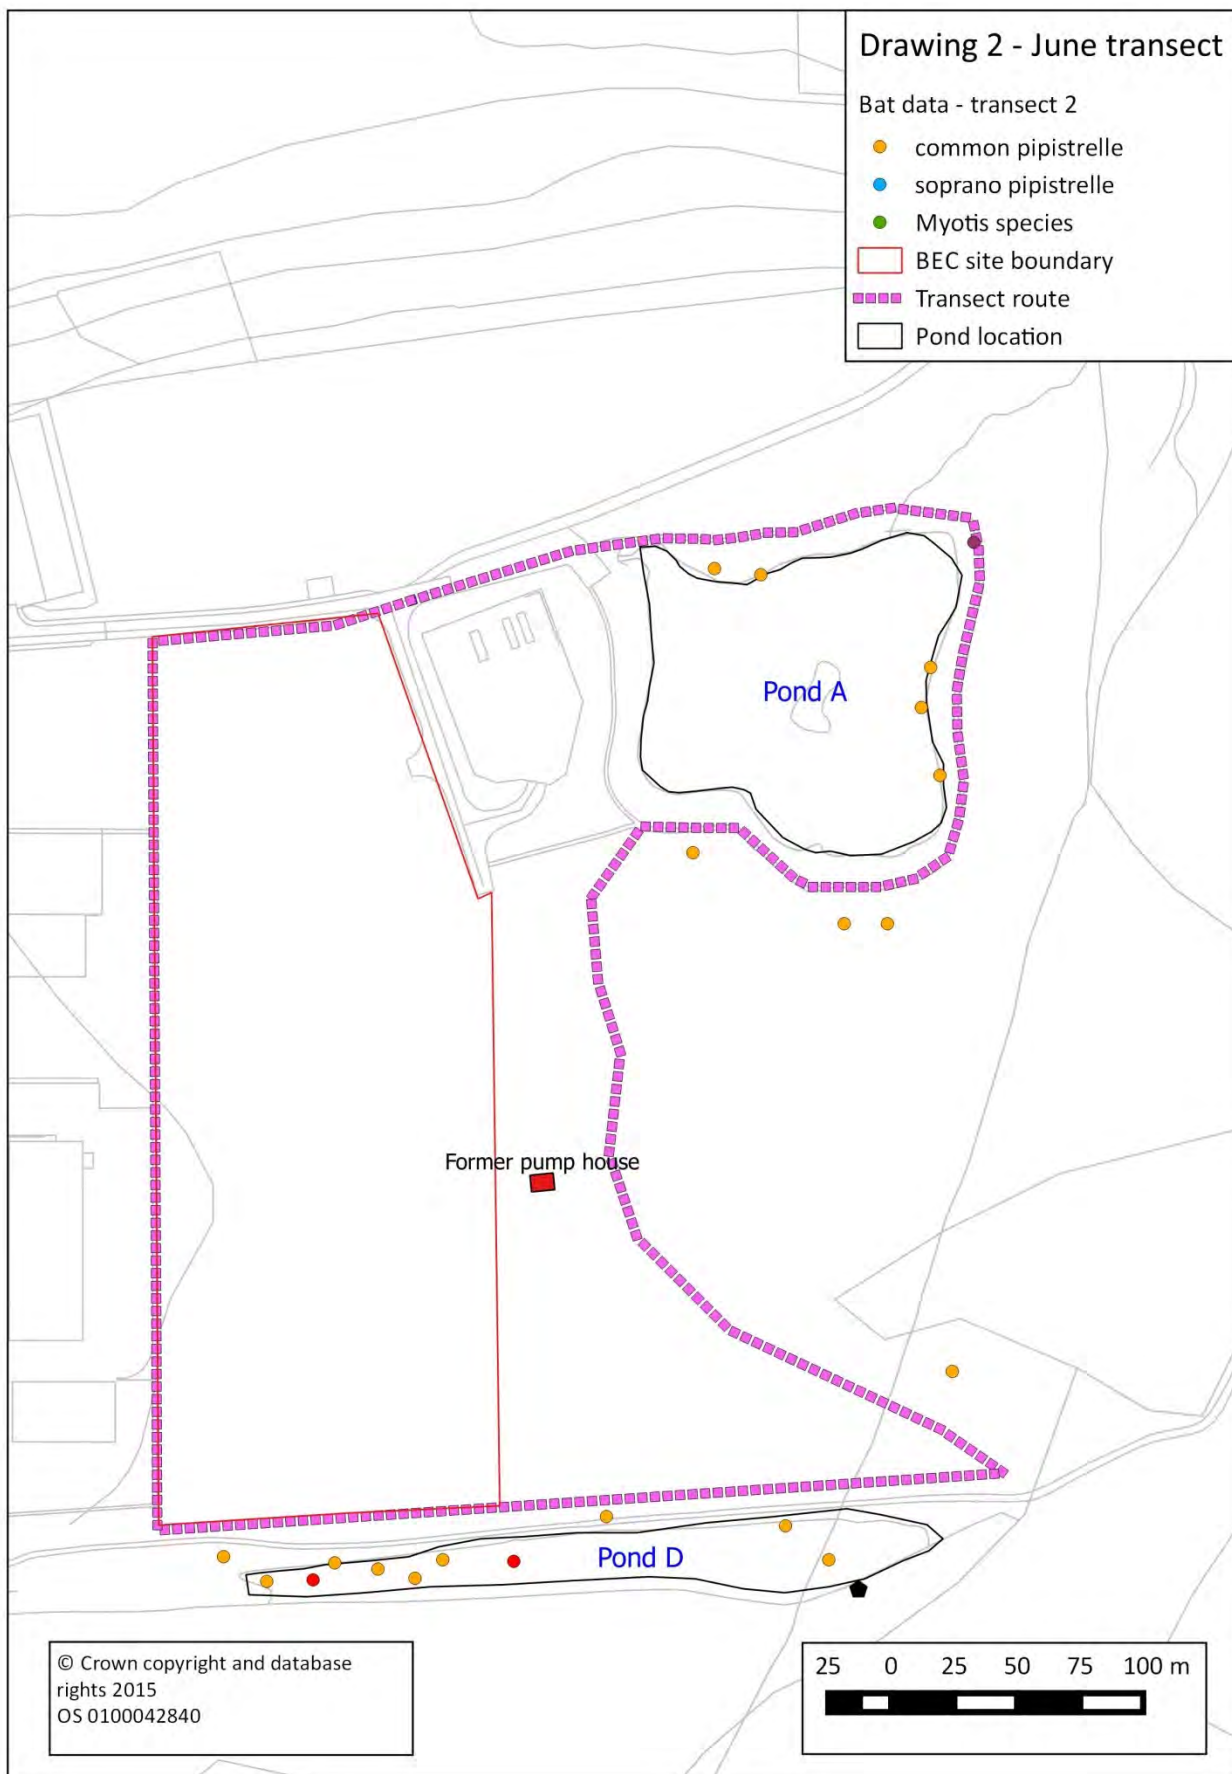 Drawing 2 - June transect
Bat data - transect 2
common pipistrelle
soprano pipistrelle
Myotis species
BEC site boundary
Transect route
Pond location
Pond A
Former pump house
Pond D
© Crown copyright and database
rights 2015
OS 0100042840
25 0 25 50 75 100 m